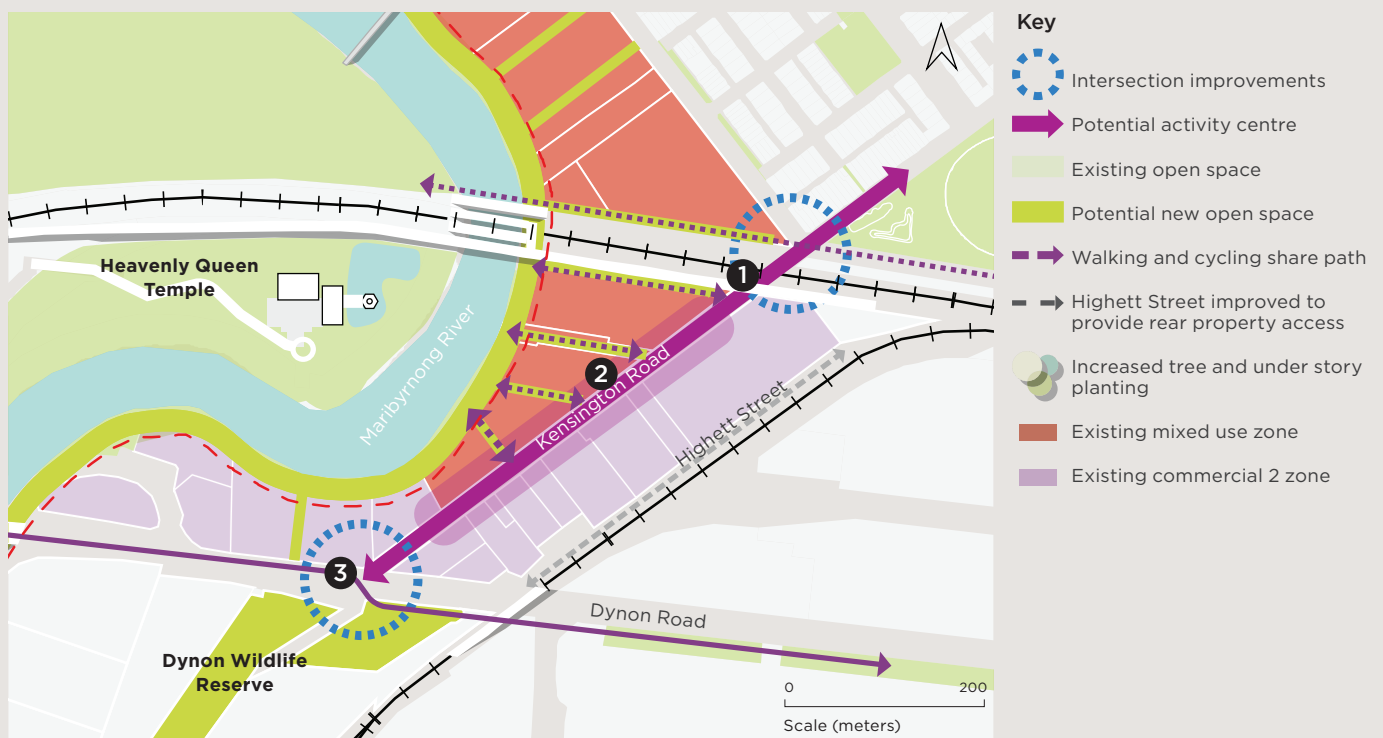 Heavenly Queen
Temple
Maribyrnong River
1
2
Kensington Road
Highett Street
3
Dynon Road
Dynon Wildlife
Reserve
0 200
Scale (meters)
Key
Intersection improvements
Potential activity centre
Existing open space
Potential new open space
Walking and cycling share path
Highett Street improved to
provide rear property access
Increased tree and under story
planting
Existing mixed use zone
Existing commercial 2 zone